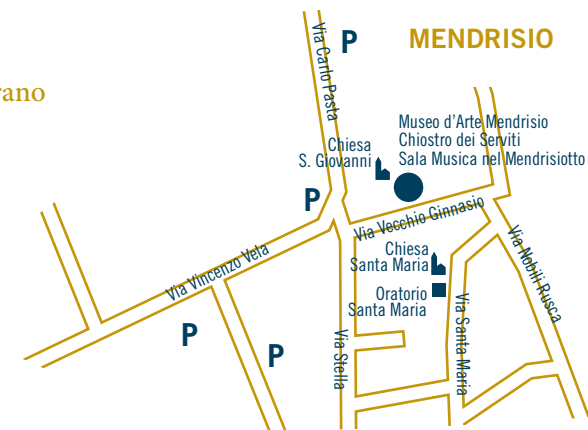 P
MENDRISIO
Via Carlo Pasta
rano
Museo d'Arte Mendrisio
Chiostro dei Serviti
Sala Musica nel Mendrisiotto
Chiesa
S. Giovanni
P
Via Vecchio Ginnasio
Via Vincenzo Vela
Chiesa
Santa Maria
Oratorio
Santa Maria
Via Nobili Rusca
Via Santa Maria
Via Stella
P
P